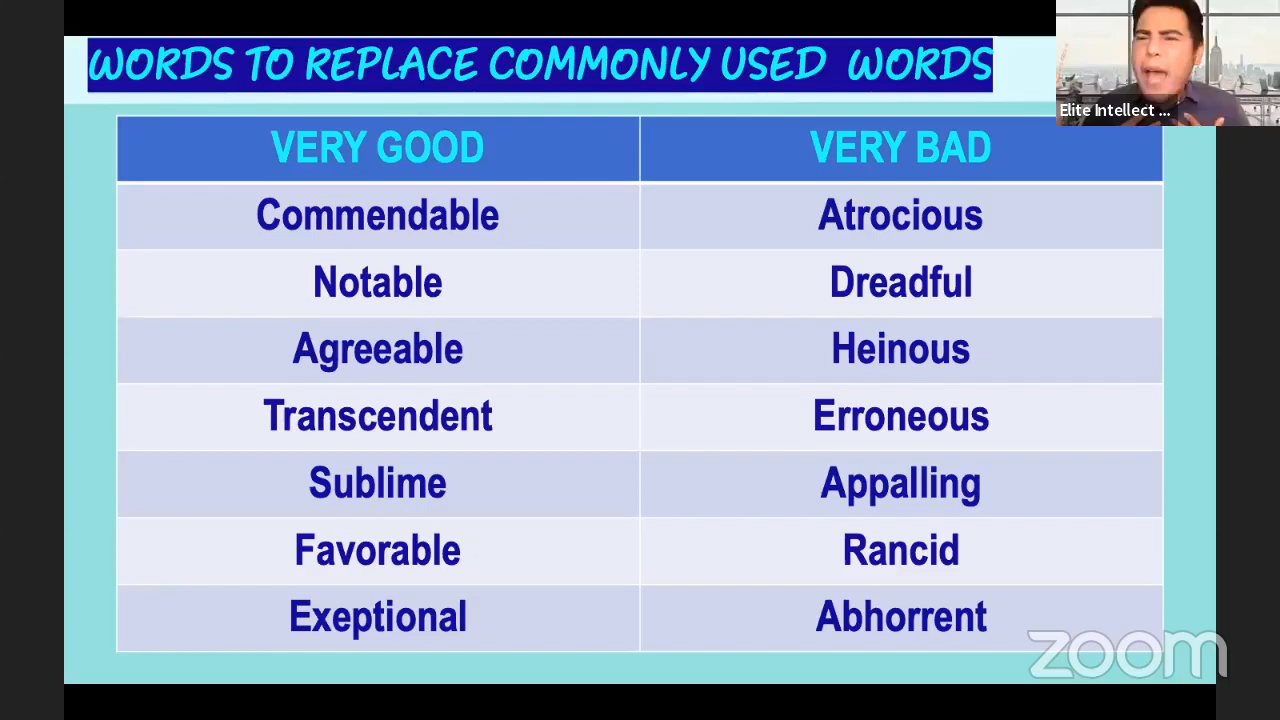 WORDS TO REPLACE COMMONLY USED WORDS
Elite Intellect ...
VERY GOOD VERY BAD
Commendable Atrocious
Notable Dreadful
Agreeable Heinous
Transcendent Erroneous
Sublime Appalling
Favorable Rancid
Exeptional Abhorrent
zoom